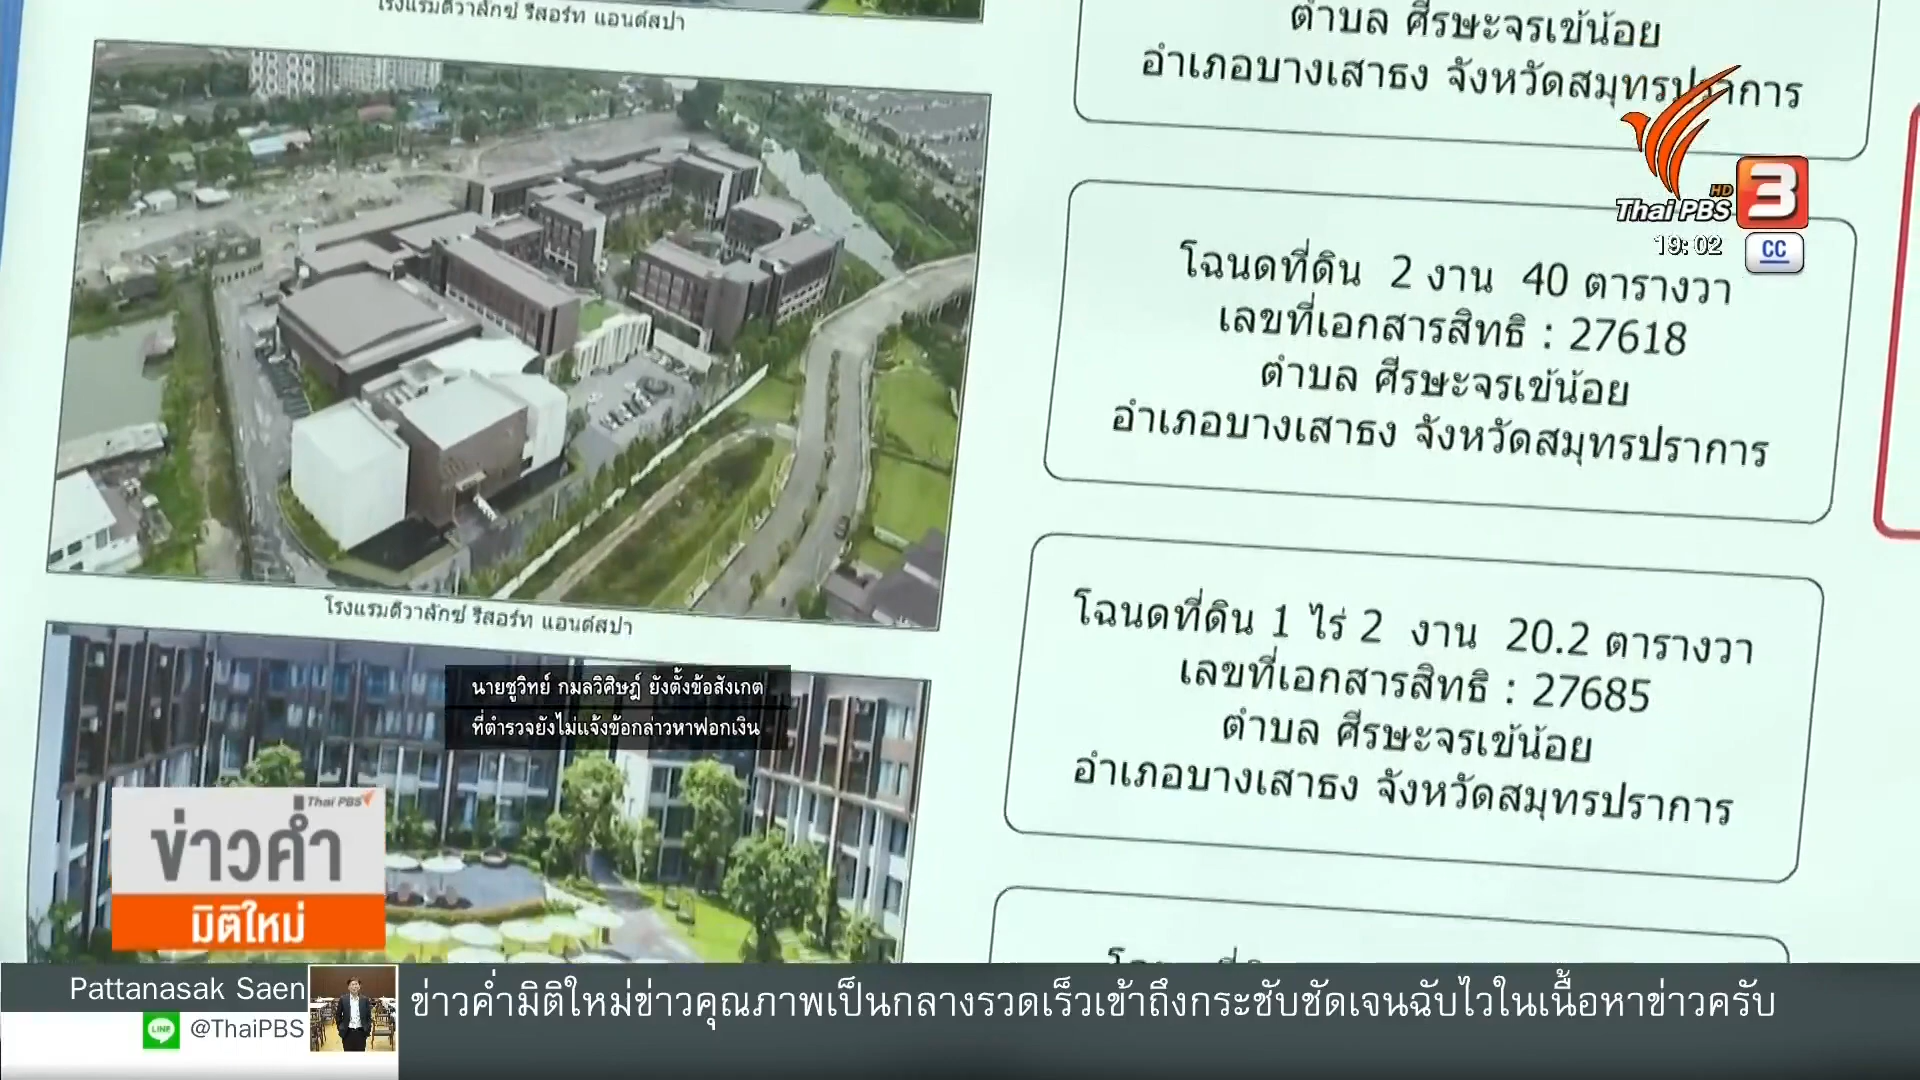 โรงแรมดีวาลักซ์ รีสอร์ท แอนด์สปา
ตำบล ศีรษะจรเข้น้อย
อำเภอบางเสาธง จังหวัดสมุทรปราการ
HD
Thai PBS 3
19:02
CC
โฉนดที่ดิน 2 งาน 40 ตารางวา
เลขที่เอกสารสิทธิ : 27618
ตำบล ศีรษะจรเข้น้อย
อำเภอบางเสาธง จังหวัดสมุทรปราการ
โรงแรมดีวาลักซ์ รีสอร์ท แอนด์สปา
โฉนดที่ดิน 1 ไร่ 2 งาน 20.2 ตารางวา
เลขที่เอกสารสิทธิ : 27685
ตำบล ศีรษะจรเข้น้อย
อำเภอบางเสาธง จังหวัดสมุทรปราการ
นายชูวิทย์ กมลวิศิษฎ์ ยังตั้งข้อสังเกต
ที่ตำรวจยังไม่แจ้งข้อกล่าวหาฟอกเงิน
Thai PBS
ข่าวค่ำ
มิติใหม่
Pattanasak Saen
LINE @ThaiPBS
ข่าวค่ำมิติใหม่ข่าวคุณภาพเป็นกลางรวดเร็วเข้าถึงกระชับชัดเจนฉับไวในเนื้อหาข่าวครับ